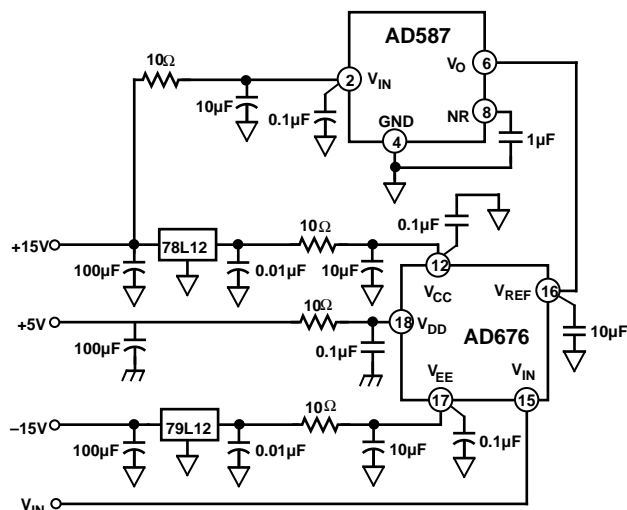 AD587
10Ω
2
V_IN
V_O
6
10µF
0.1µF
GND
NR
8
4
1µF
0.1µF
+15V
78L12
10Ω
12
100µF
0.01µF
10µF
V_CC
V_REF
16
10Ω
+5V
18
V_DD
AD676
10µF
100µF
0.1µF
V_EE
V_IN
17
15
10Ω
–15V
79L12
0.1µF
100µF
0.01µF
10µF
V_IN